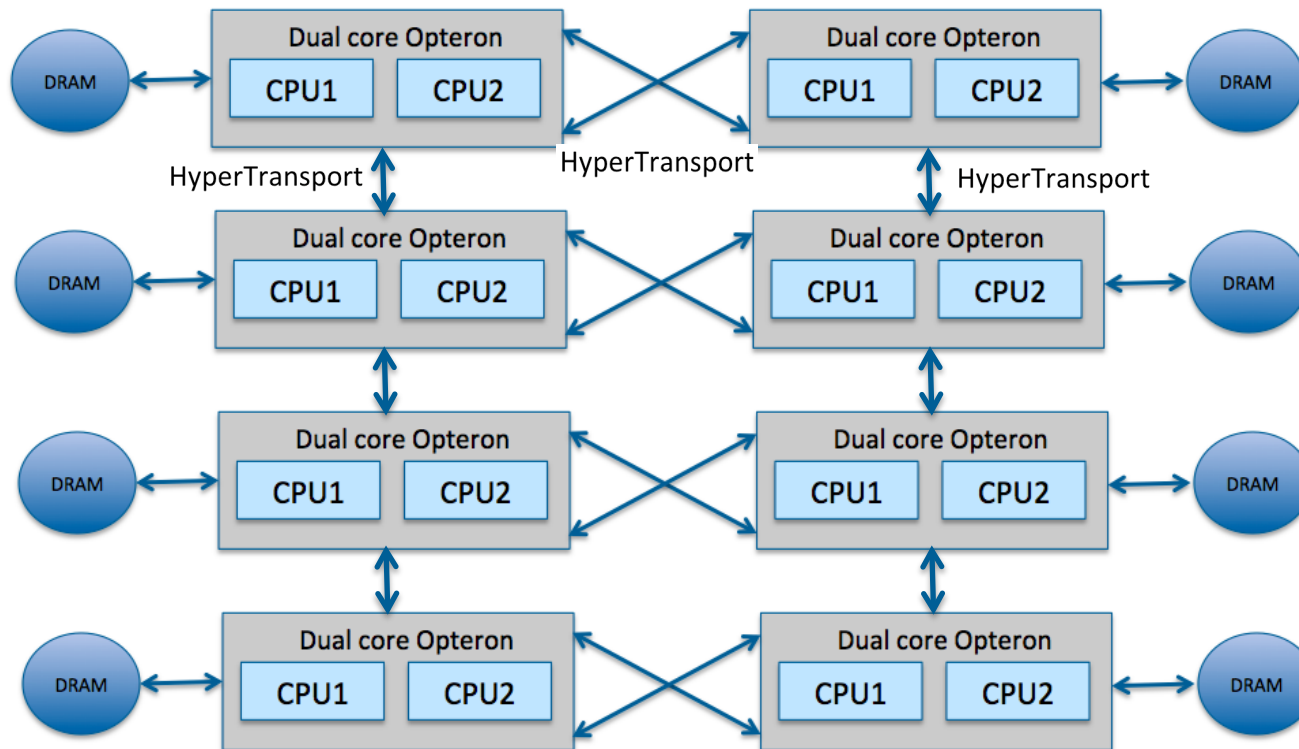 Dual core Opteron
Dual core Opteron
DRAM
CPU1
CPU2
CPU1
CPU2
DRAM
HyperTransport
HyperTransport
HyperTransport
Dual core Opteron
Dual core Opteron
DRAM
CPU1
CPU2
CPU1
CPU2
DRAM
Dual core Opteron
Dual core Opteron
DRAM
CPU1
CPU2
CPU1
CPU2
DRAM
Dual core Opteron
Dual core Opteron
DRAM
CPU1
CPU2
CPU1
CPU2
DRAM